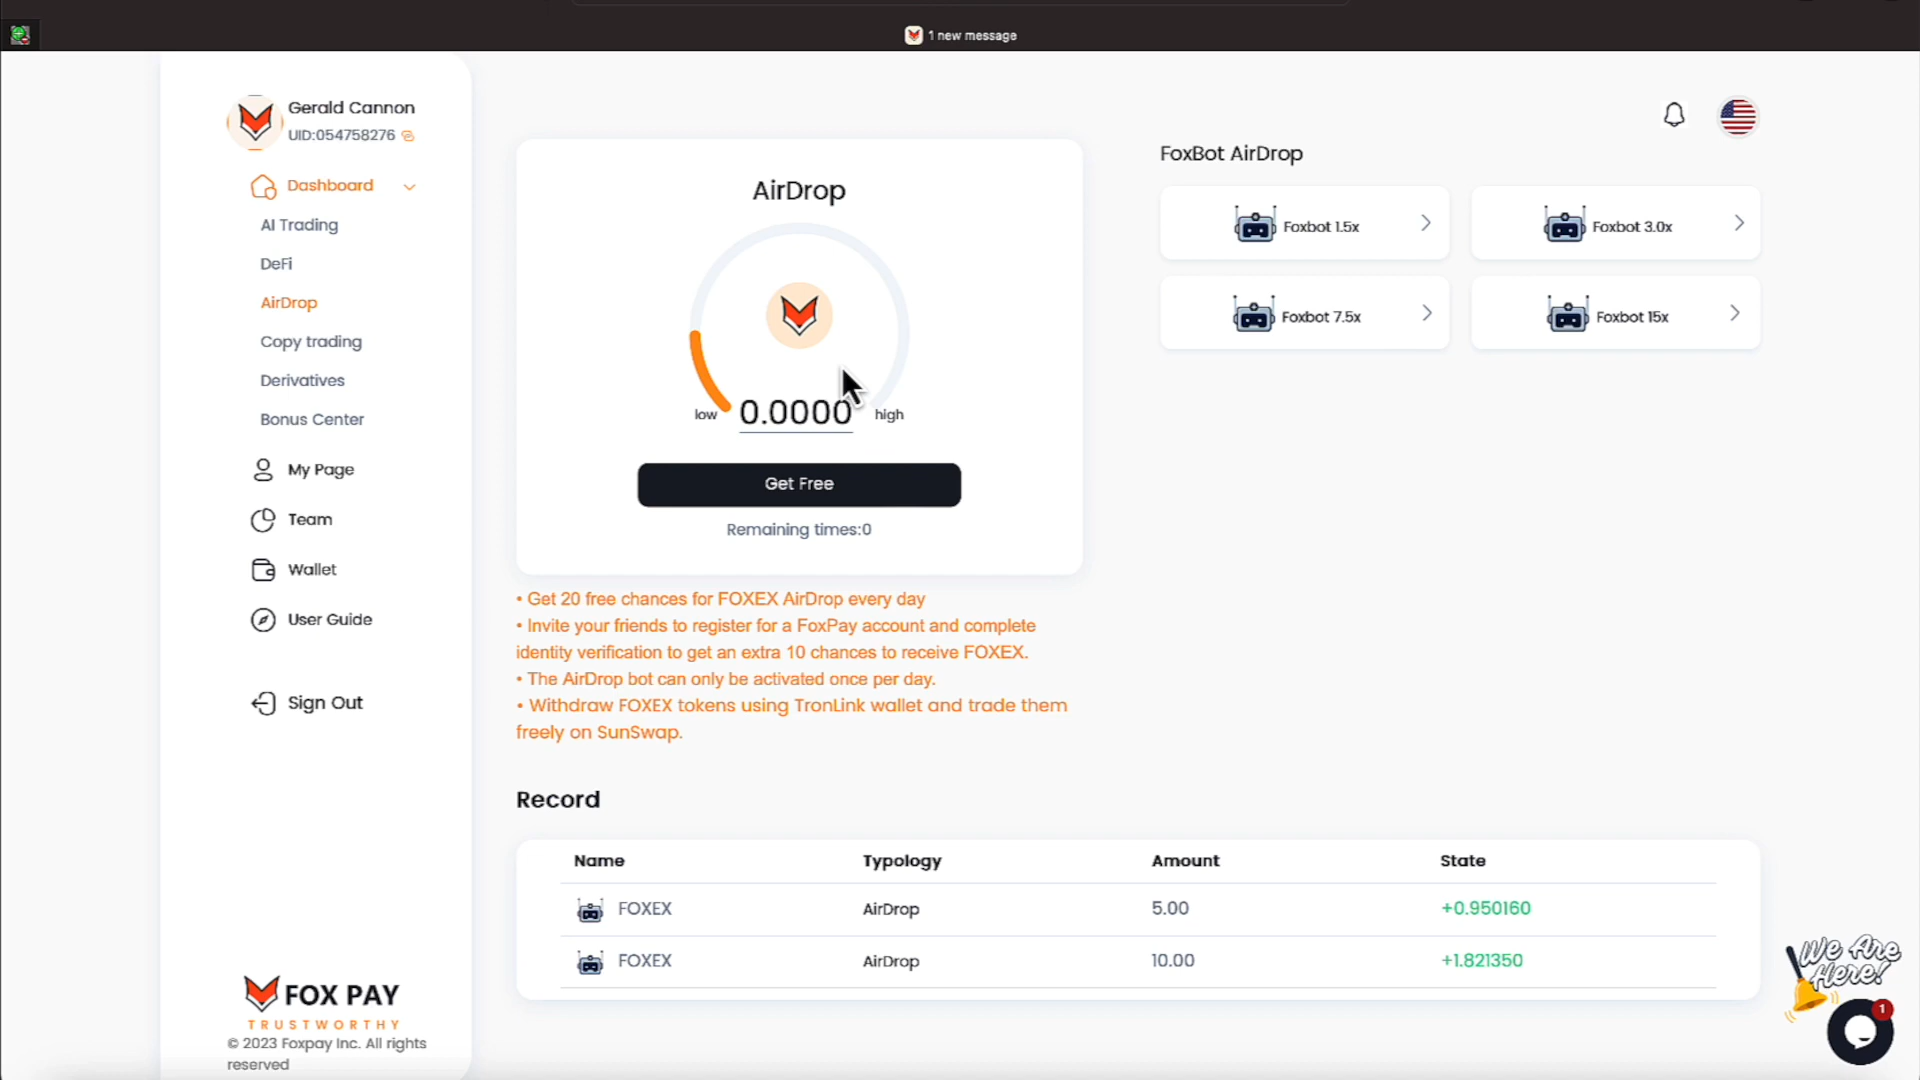 1 new message
Gerald Cannon
UID:054758276
Dashboard
AI Trading
DeFi
AirDrop
Copy trading
Derivatives
Bonus Center
My Page
Team
Wallet
User Guide
Sign Out
FOX PAY
TRUSTWORTHY
© 2023 Foxpay Inc. All rights
reserved
AirDrop
low
0.0000
high
Get Free
Remaining times:0
• Get 20 free chances for FOXEX AirDrop every day
• Invite your friends to register for a FoxPay account and complete
identity verification to get an extra 10 chances to receive FOXEX.
• The AirDrop bot can only be activated once per day.
• Withdraw FOXEX tokens using TronLink wallet and trade them
freely on SunSwap.
FoxBot AirDrop
Foxbot 1.5x
Foxbot 3.0x
Foxbot 7.5x
Foxbot 15x
Record
Name Typology Amount State
FOXEX AirDrop 5.00 +0.950160
FOXEX AirDrop 10.00 +1.821350
We Are
Here!
1